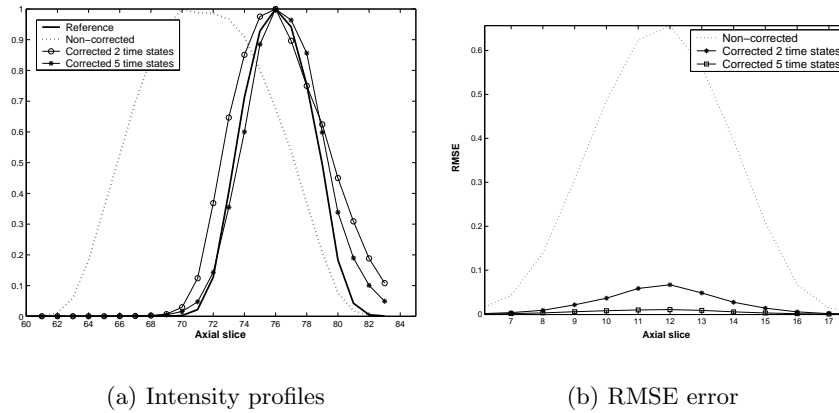 1
0.9
0.8
0.7
0.6
0.5
0.4
0.3
0.2
0.1
0
60 62 64 66 68 70 72 74 76 78 80 82 84
Axial slice
Reference
Non−corrected
Corrected 2 time states
Corrected 5 time states
(a) Intensity profiles
0.6
0.5
0.4
0.3
0.2
0.1
0
RMSE
7 8 9 10 11 12 13 14 15 16 17
Axial slice
Non−corrected
Corrected 2 time states
Corrected 5 time states
(b) RMSE error